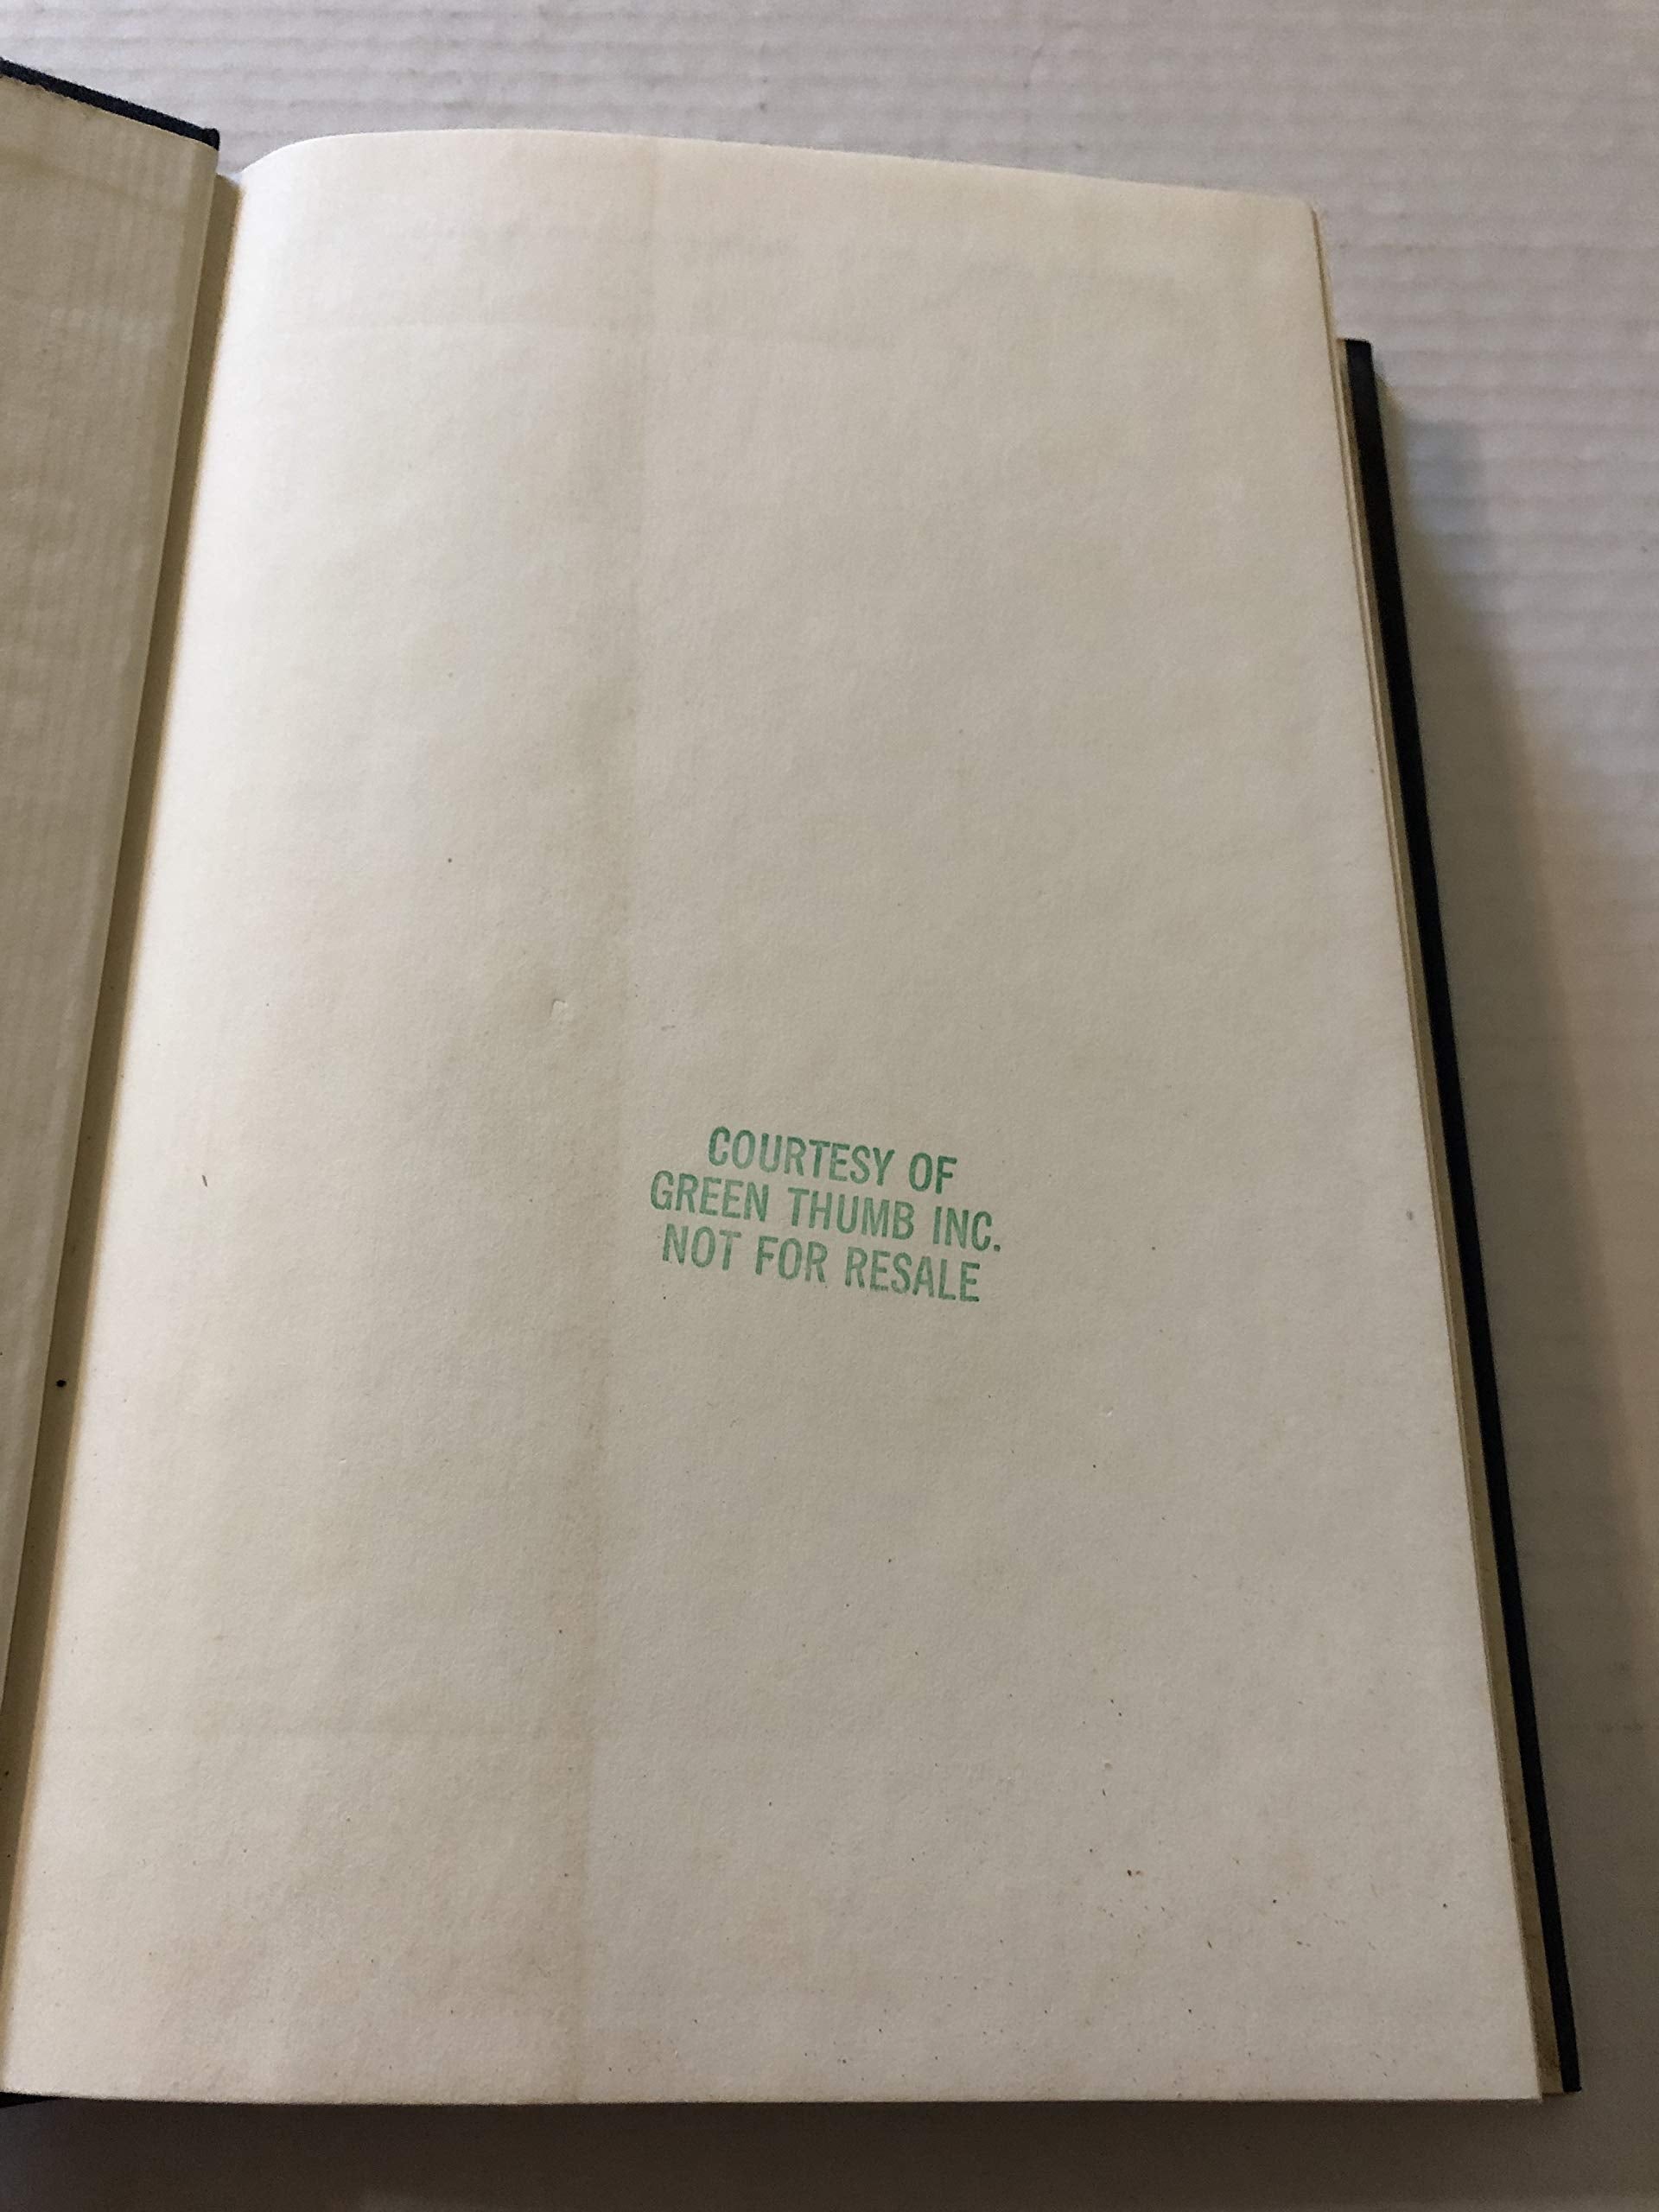 COURTESY OF
GREEN THUMB INC.
NOT FOR RESALE